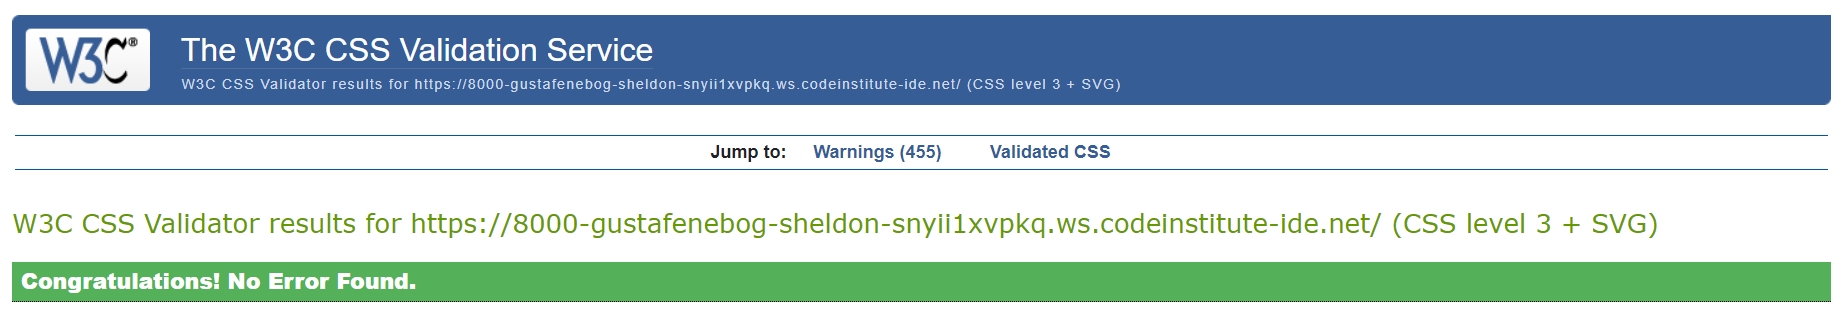 W3C®
The W3C CSS Validation Service
W3C CSS Validator results for https://8000-gustafenebog-sheldon-snyii1xvpkq.ws.codeinstitute-ide.net/ (CSS level 3 + SVG)
Jump to: Warnings (455) Validated CSS
W3C CSS Validator results for https://8000-gustafenebog-sheldon-snyii1xvpkq.ws.codeinstitute-ide.net/ (CSS level 3 + SVG)
Congratulations! No Error Found.